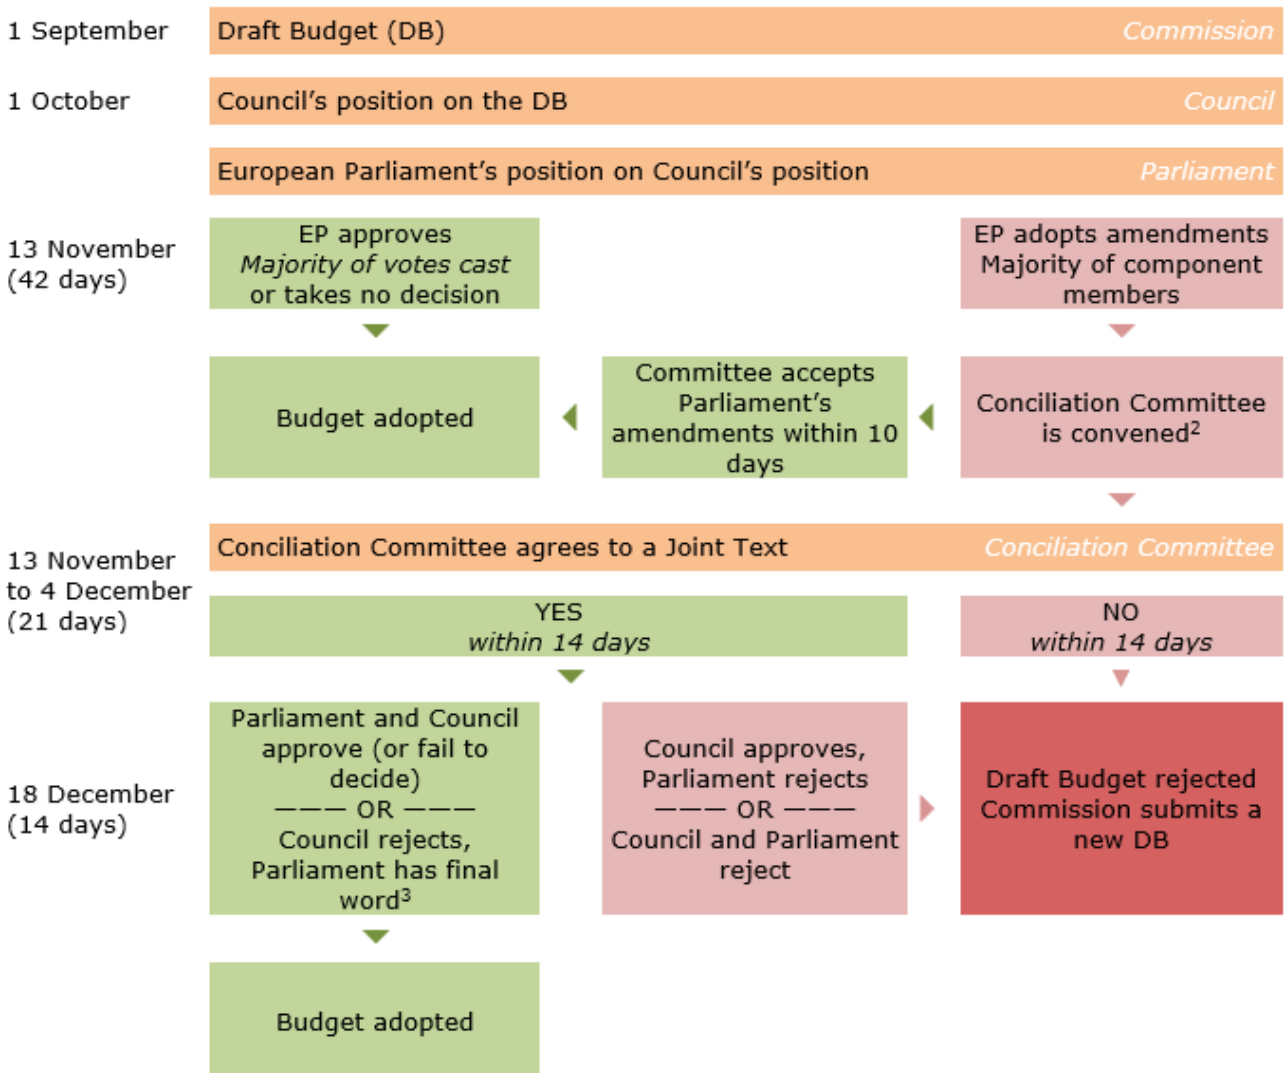 1 September
Draft Budget (DB)
Commission
1 October
Council's position on the DB
Council
European Parliament's position on Council's position
Parliament
13 November
(42 days)
EP approves
Majority of votes cast
or takes no decision
EP adopts amendments
Majority of component
members
Budget adopted
Committee accepts
Parliament's
amendments within 10
days
Conciliation Committee
is convened²
13 November
to 4 December
(21 days)
Conciliation Committee agrees to a Joint Text
Conciliation Committee
YES
within 14 days
NO
within 14 days
18 December
(14 days)
Parliament and Council
approve (or fail to
decide)
——— OR ———
Council rejects,
Parliament has final
word³
Council approves,
Parliament rejects
——— OR ———
Council and Parliament
reject
Draft Budget rejected
Commission submits a
new DB
Budget adopted